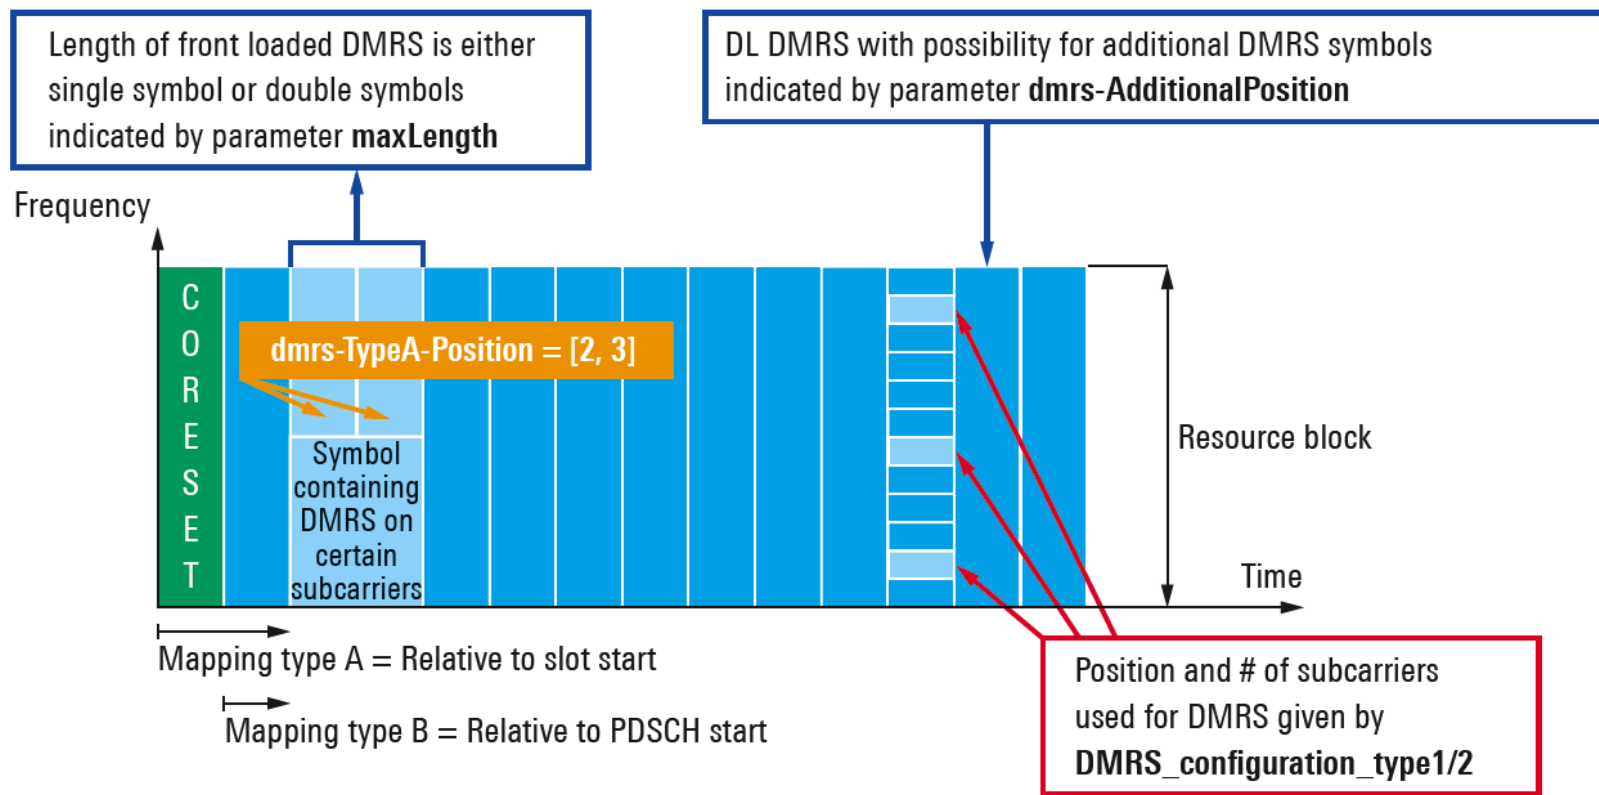 Length of front loaded DMRS is either
single symbol or double symbols
indicated by parameter maxLength
DL DMRS with possibility for additional DMRS symbols
indicated by parameter dmrs-AdditionalPosition
Frequency
C
O
R
E
S
E
T
dmrs-TypeA-Position = [2, 3]
Symbol
containing
DMRS on
certain
subcarriers
Resource block
Time
Mapping type A = Relative to slot start
Mapping type B = Relative to PDSCH start
Position and # of subcarriers
used for DMRS given by
DMRS_configuration_type1/2